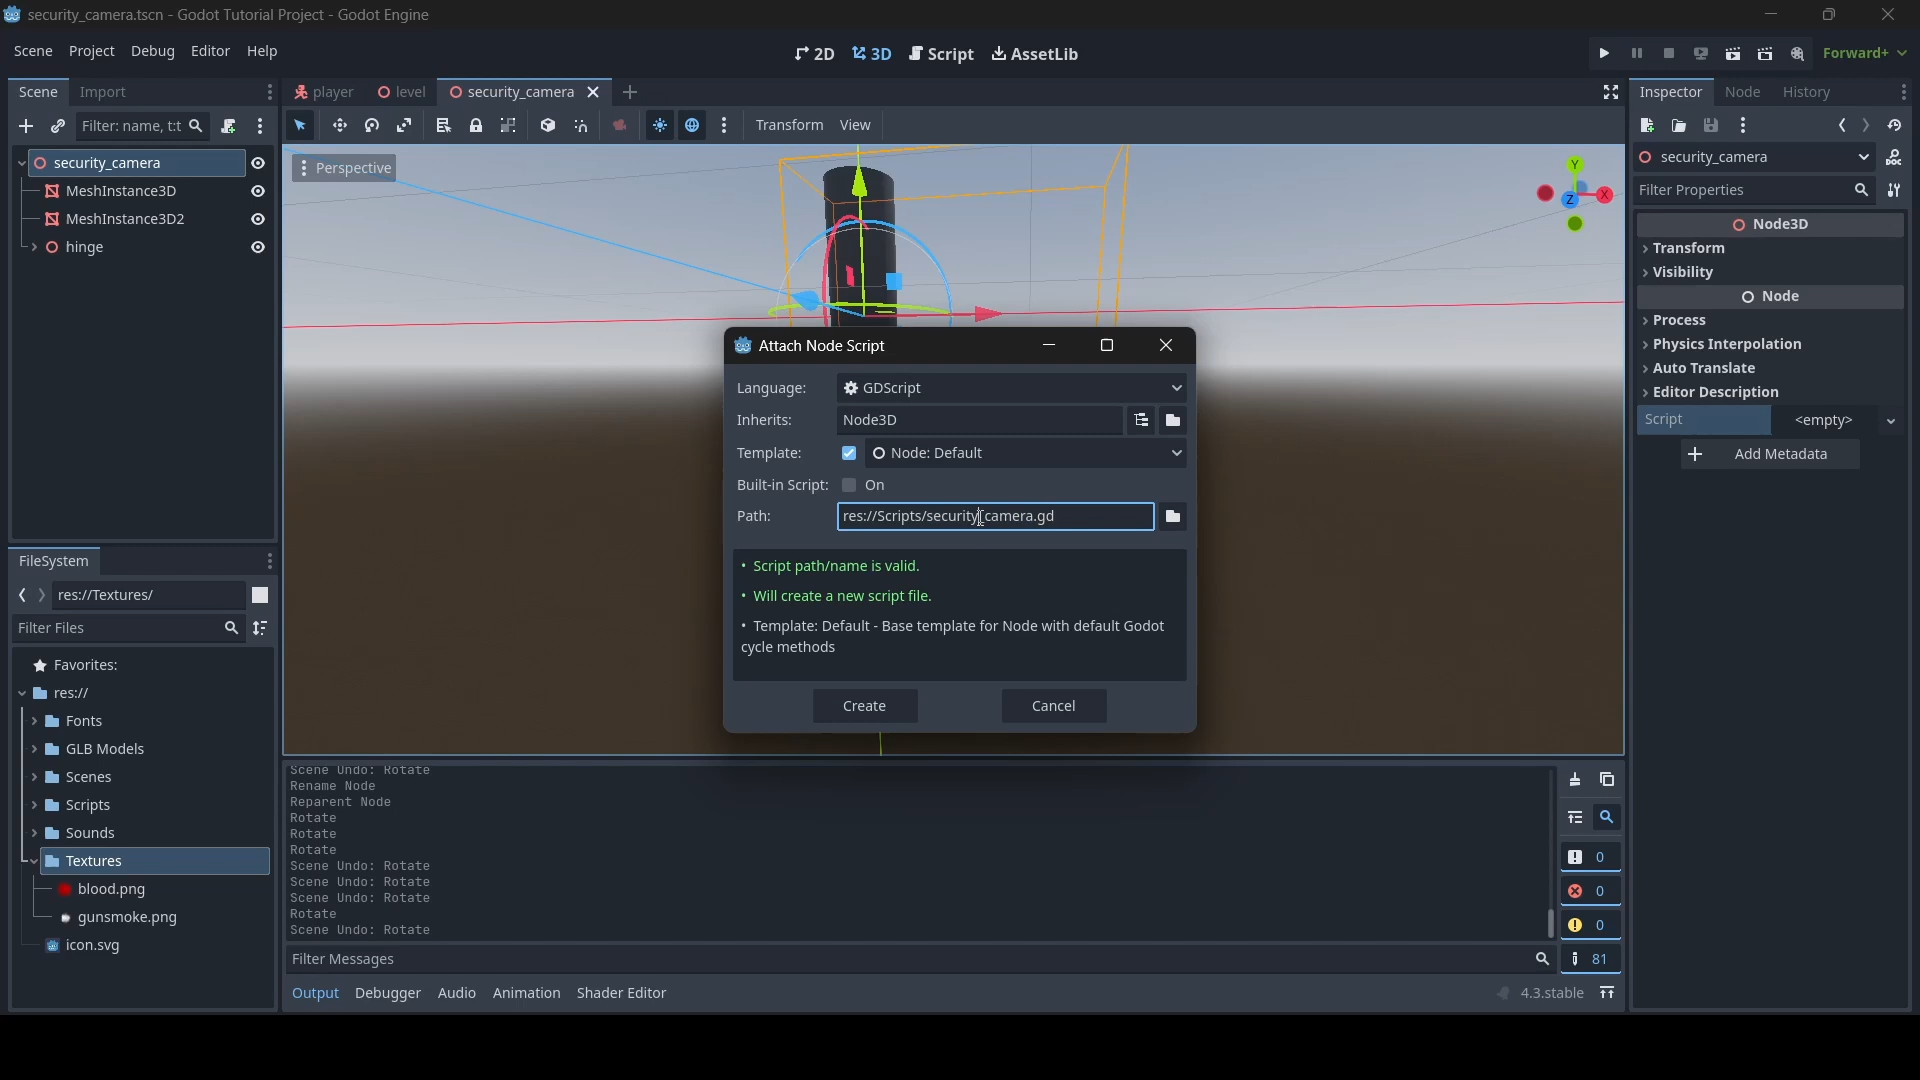 security_camera.tscn - Godot Tutorial Project - Godot Engine
Scene Project Debug Editor Help
2D 3D Script AssetLib
Forward+
Scene Import
player level security_camera
Inspector Node History
Filter: name, t:t
Transform View
security_camera
Perspective
MeshInstance3D
MeshInstance3D2
hinge
Y
X
Z
security_camera
Filter Properties
Node3D
Transform
Visibility
Node
Process
Physics Interpolation
Auto Translate
Editor Description
Script <empty>
Add Metadata
Attach Node Script
Language: GDScript
Inherits: Node3D
Template: Node: Default
Built-in Script: On
Path: res://Scripts/security_camera.gd
• Script path/name is valid.
• Will create a new script file.
• Template: Default - Base template for Node with default Godot
cycle methods
Create Cancel
FileSystem
res://Textures/
Filter Files
Favorites:
res://
Fonts
GLB Models
Scenes
Scripts
Sounds
Textures
blood.png
gunsmoke.png
icon.svg
Scene Undo: Rotate
Rename Node
Reparent Node
Rotate
Rotate
Rotate
Scene Undo: Rotate
Scene Undo: Rotate
Scene Undo: Rotate
Rotate
Scene Undo: Rotate
0
0
0
81
Filter Messages
Output Debugger Audio Animation Shader Editor
4.3.stable